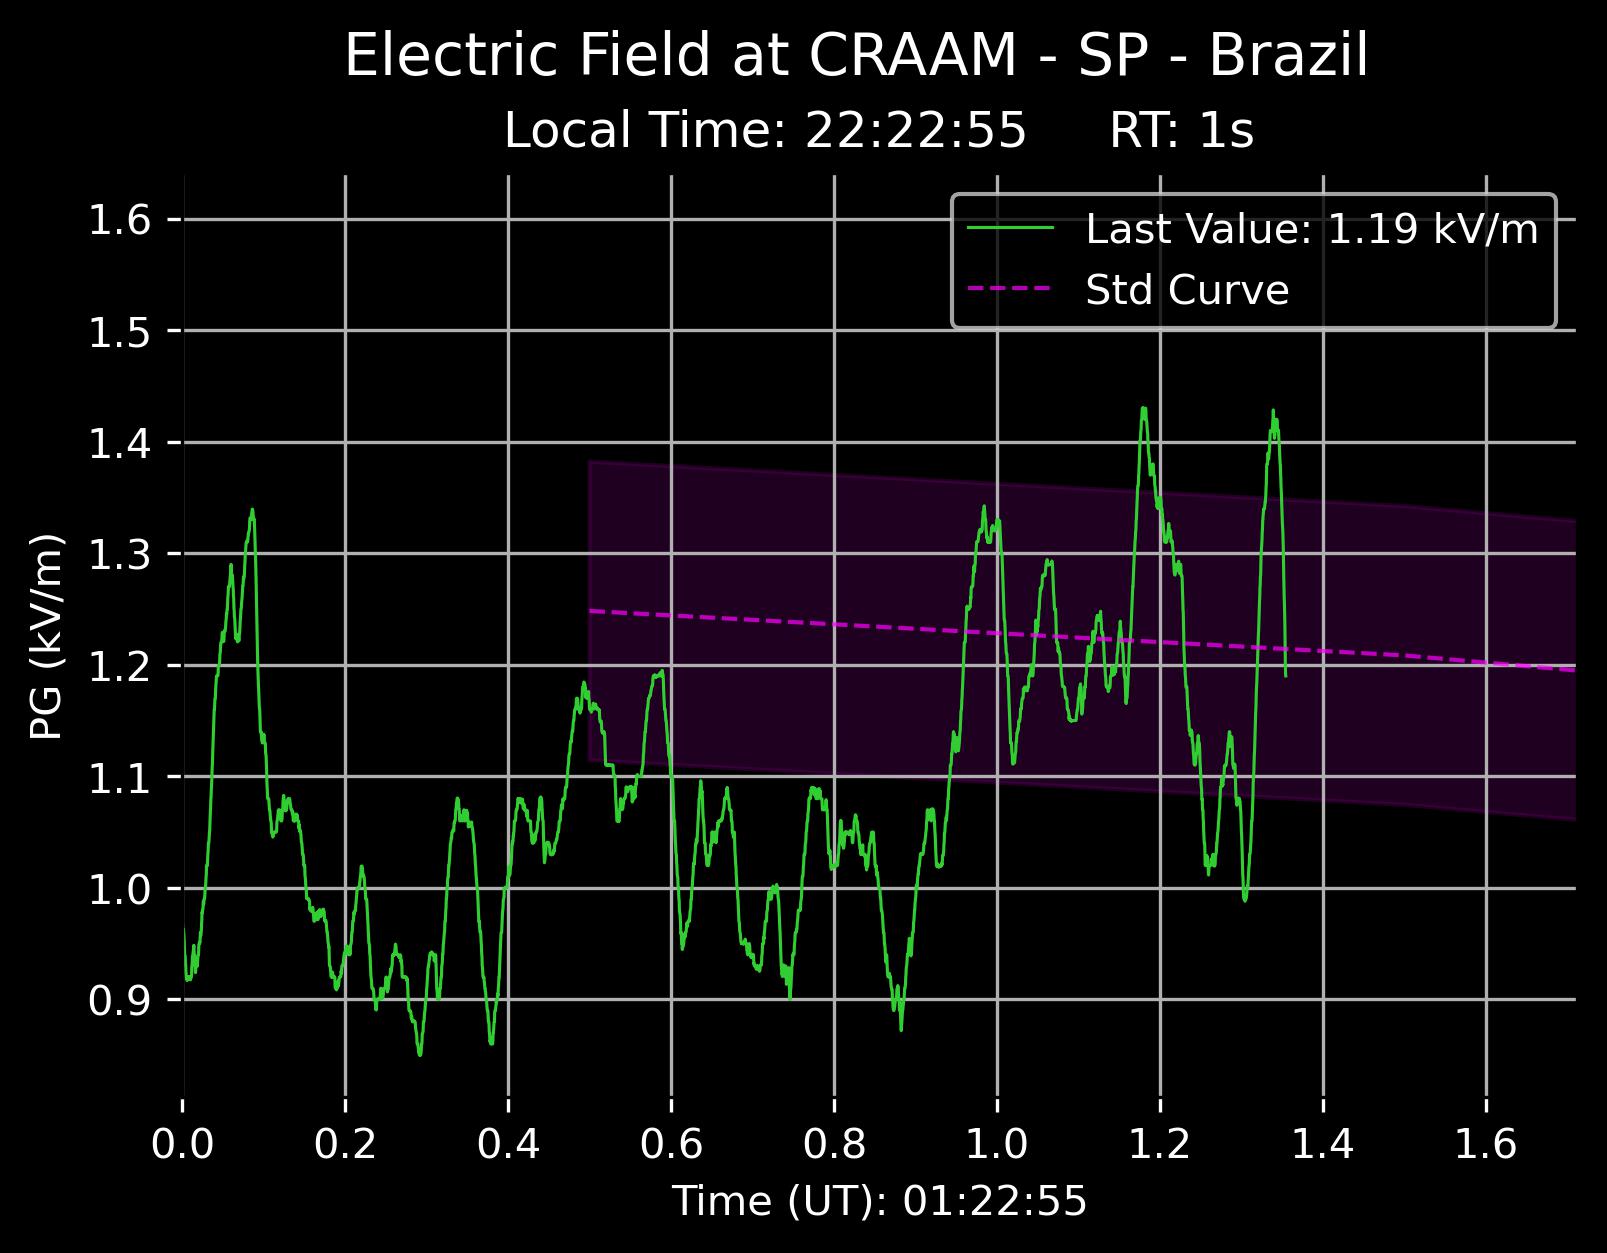 Electric Field at CRAAM - SP - Brazil
Local Time: 22:22:55 RT: 1s
Last Value: 1.19 kV/m
Std Curve
PG (kV/m)
1.6
1.5
1.4
1.3
1.2
1.1
1.0
0.9
0.0 0.2 0.4 0.6 0.8 1.0 1.2 1.4 1.6
Time (UT): 01:22:55